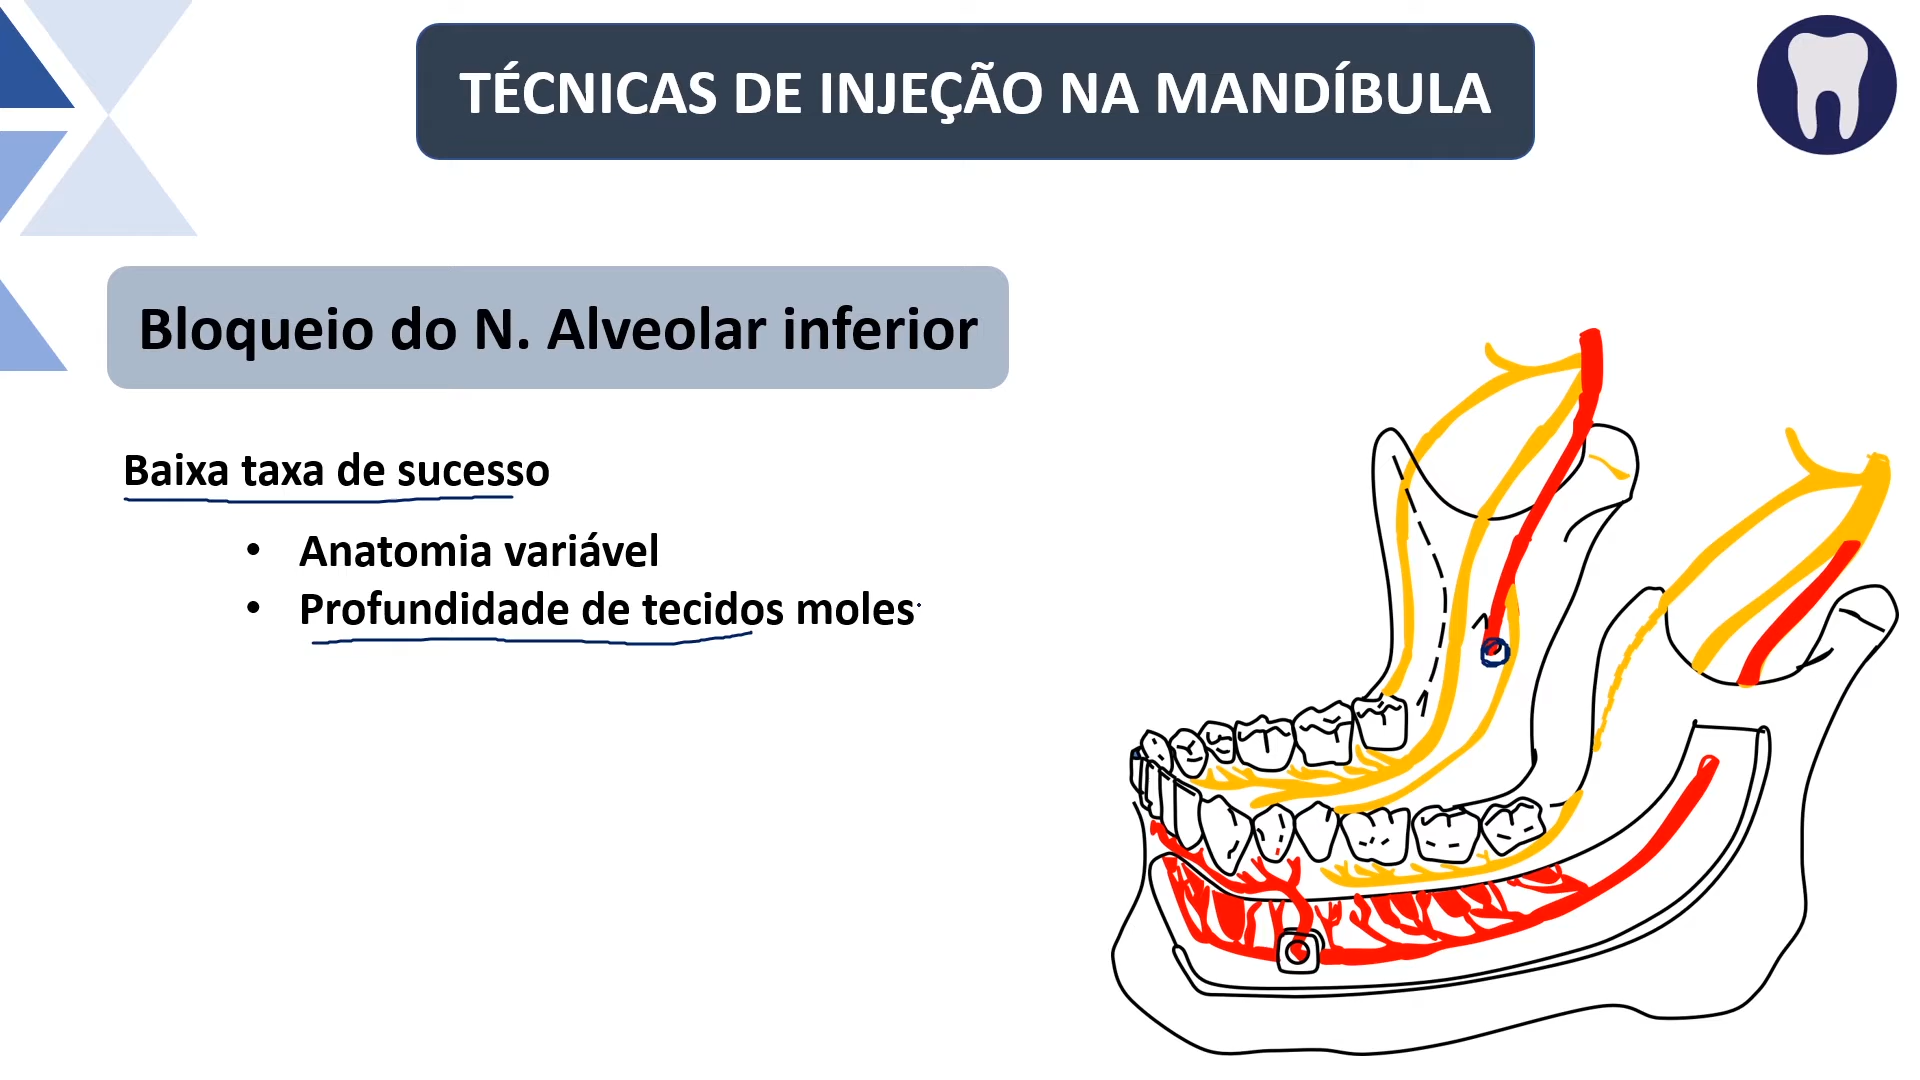 TÉCNICAS DE INJEÇÃO NA MANDÍBULA
Bloqueio do N. Alveolar inferior
Baixa taxa de sucesso
• Anatomia variável
• Profundidade de tecidos moles